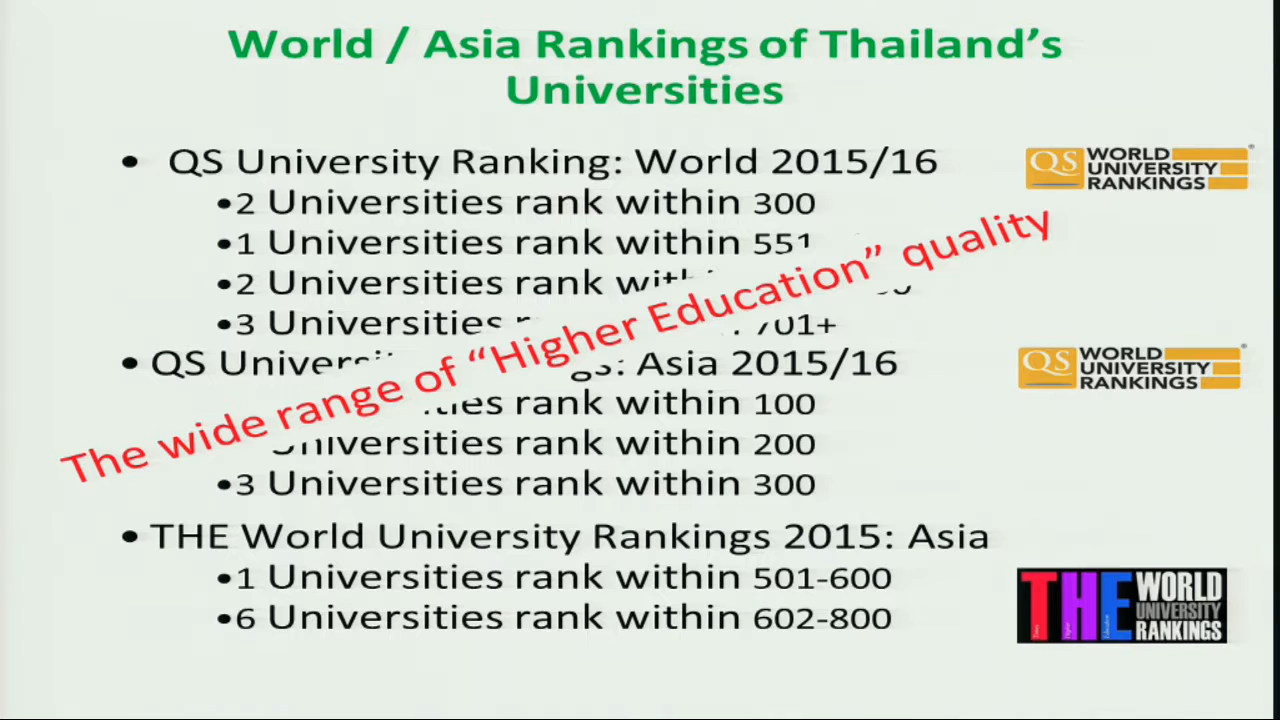 World / Asia Rankings of Thailand's
Universities
• QS University Ranking: World 2015/16
•2 Universities rank within 300
•1 Universities rank within 551
•2 Universities rank
•3 Universities 701+
•QS Asia 2015/16
rank within 100
Universities rank within 200
•3 Universities rank within 300
•THE World University Rankings 2015: Asia
•1 Universities rank within 501-600
•6 Universities rank within 602-800
The wide range of "Higher Education" quality
QS WORLD
UNIVERSITY
RANKINGS
QS WORLD
UNIVERSITY
RANKINGS
THE WORLD
UNIVERSITY
RANKINGS